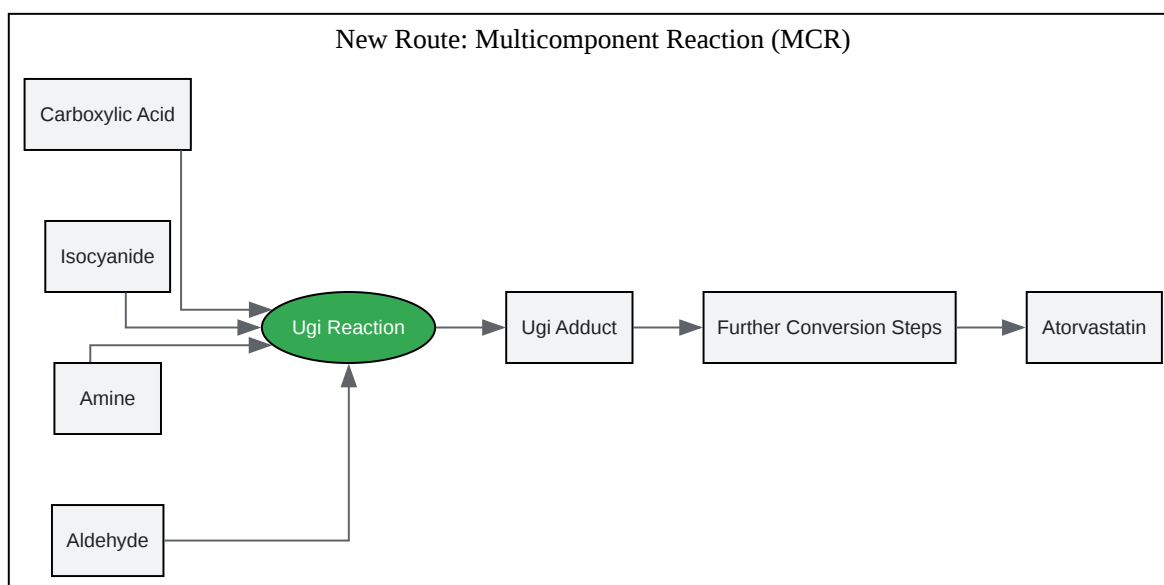 New Route: Multicomponent Reaction (MCR)
Carboxylic Acid
Isocyanide
Amine
Aldehyde
Ugi Reaction
Ugi Adduct
Further Conversion Steps
Atorvastatin